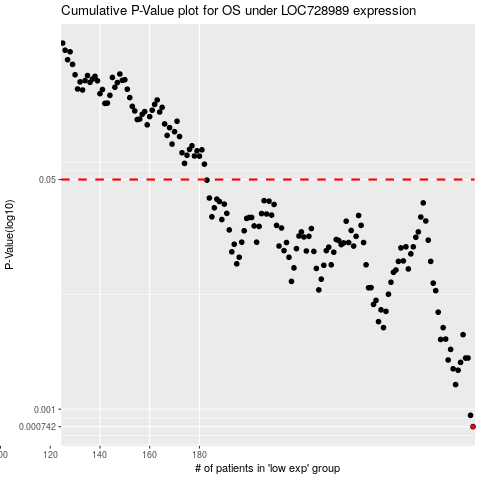 Cumulative P-Value plot for OS under LOC728989 expression
P-Value(log10)
0.05
0.001
0.000742
00 120 140 160 180
# of patients in 'low exp' group